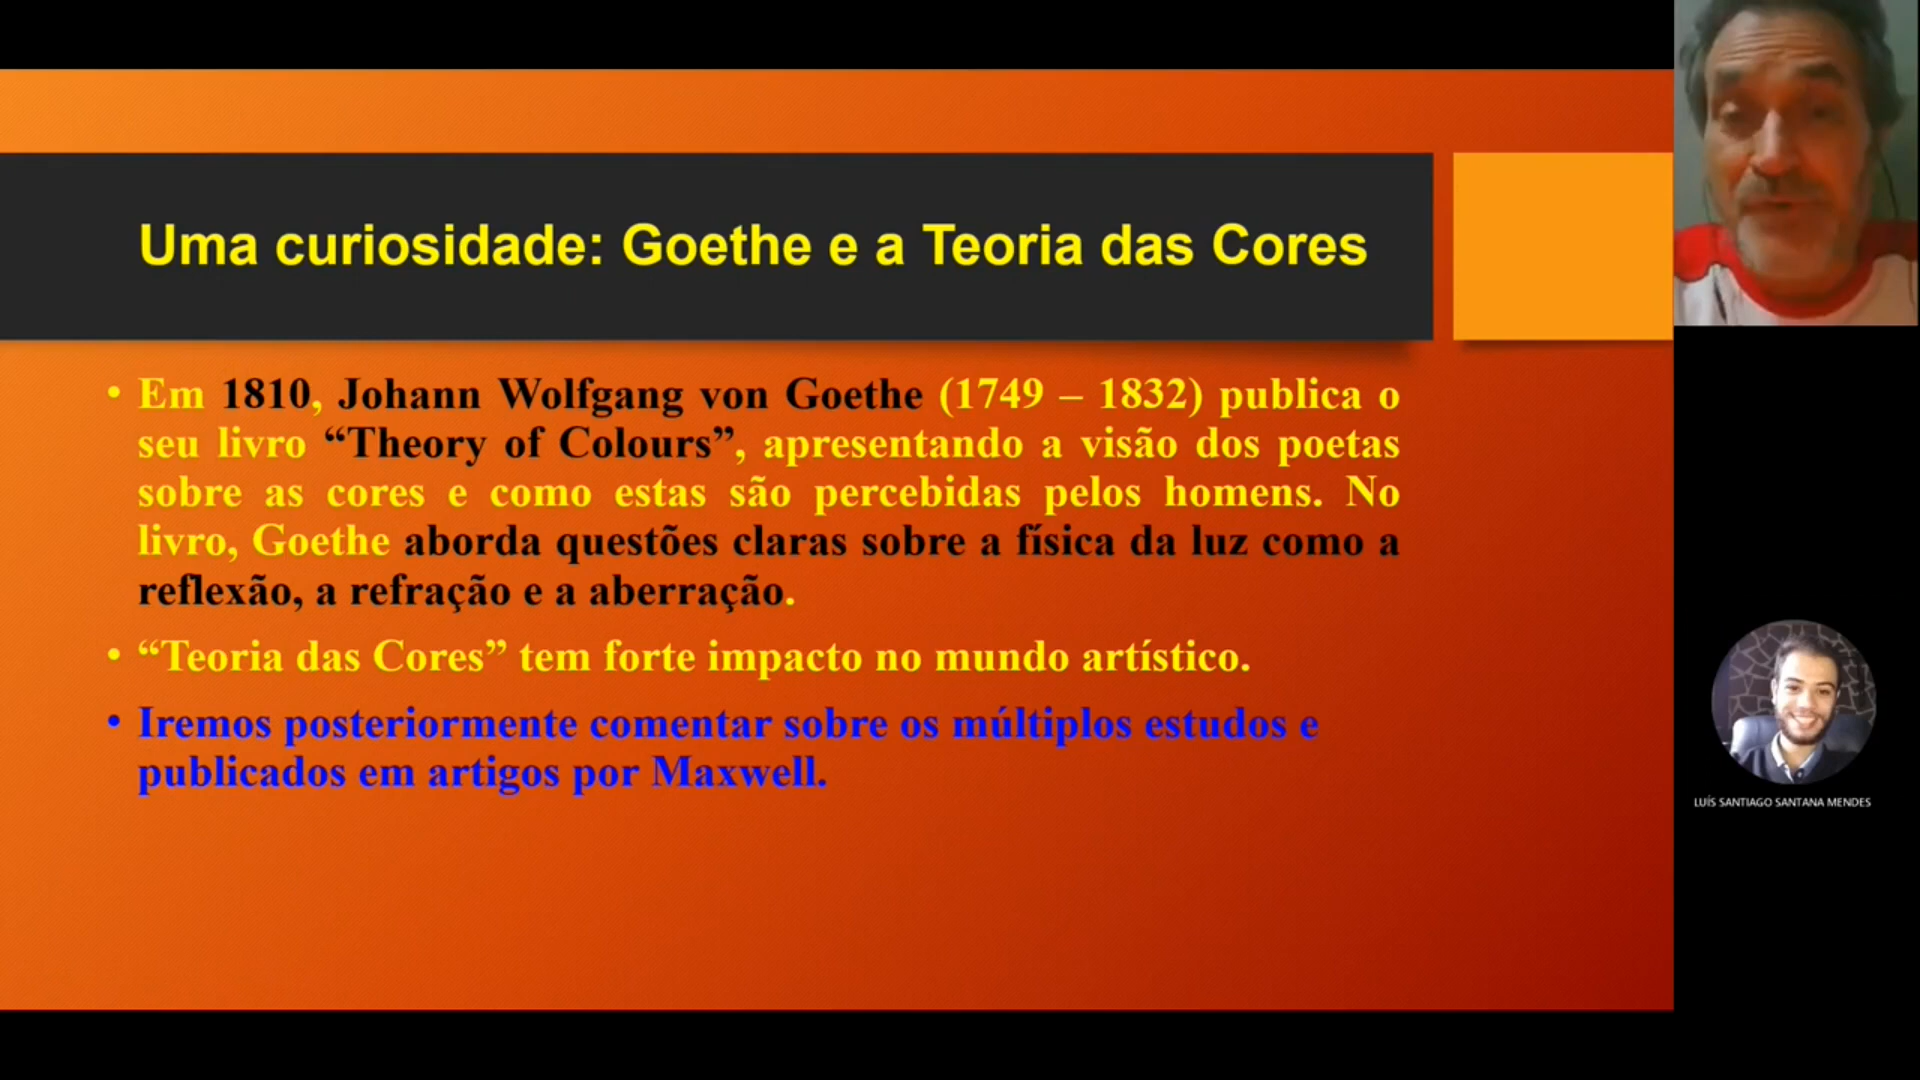 Uma curiosidade: Goethe e a Teoria das Cores
• Em 1810, Johann Wolfgang von Goethe (1749 – 1832) publica o
seu livro “Theory of Colours”, apresentando a visão dos poetas
sobre as cores e como estas são percebidas pelos homens. No
livro, Goethe aborda questões claras sobre a física da luz como a
reflexão, a refração e a aberração.
• “Teoria das Cores” tem forte impacto no mundo artístico.
• Iremos posteriormente comentar sobre os múltiplos estudos e
publicados em artigos por Maxwell.
LUÍS SANTIAGO SANTANA MENDES